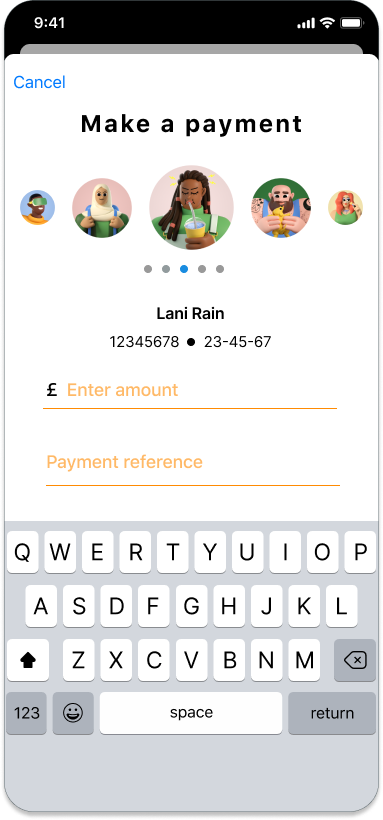 9:41
Cancel
Make a payment
Lani Rain
12345678 ● 23-45-67
£ Enter amount
Payment reference
Q W E R T Y U I O P
A S D F G H J K L
Z X C V B N M
123 space return